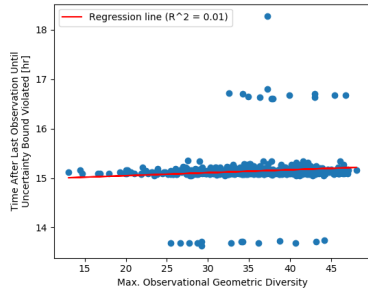 Regression line (R^2 = 0.01)
18
17
16
15
14
Time After Last Observation Until
Uncertainty Bound Violated [hr]
15 20 25 30 35 40 45
Max. Observational Geometric Diversity